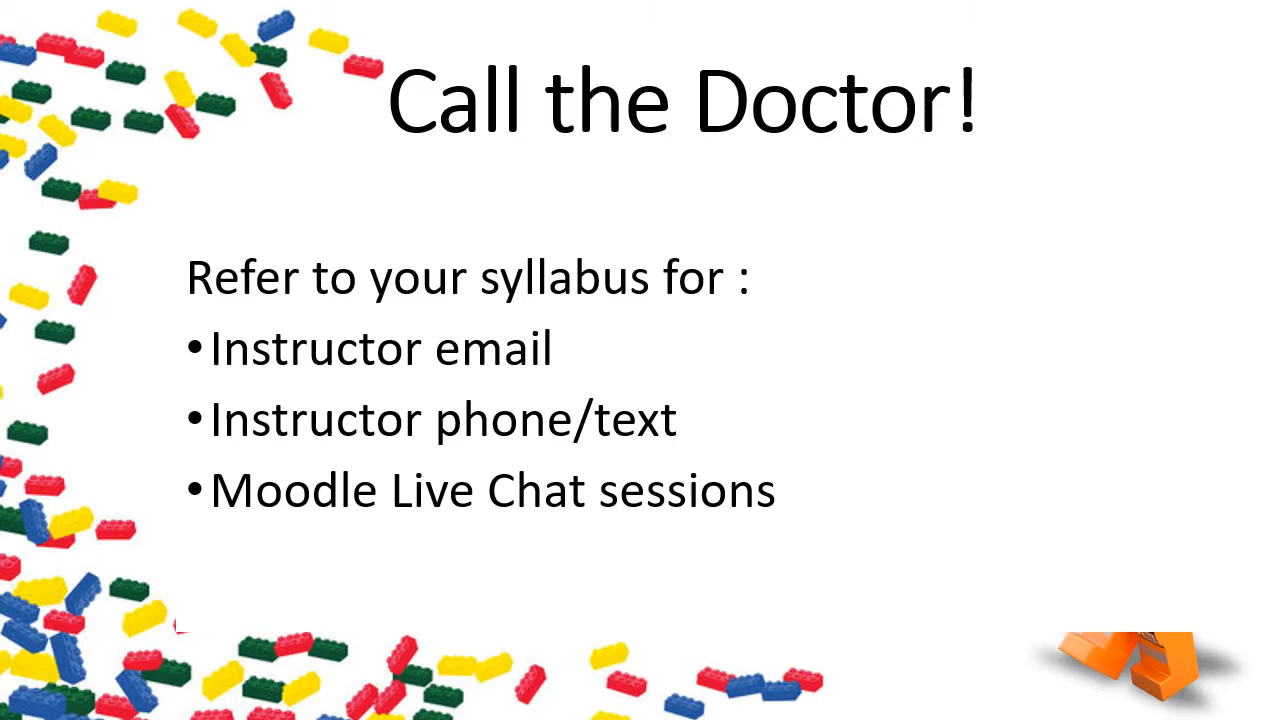 Call the Doctor!
Refer to your syllabus for :
•Instructor email
•Instructor phone/text
•Moodle Live Chat sessions